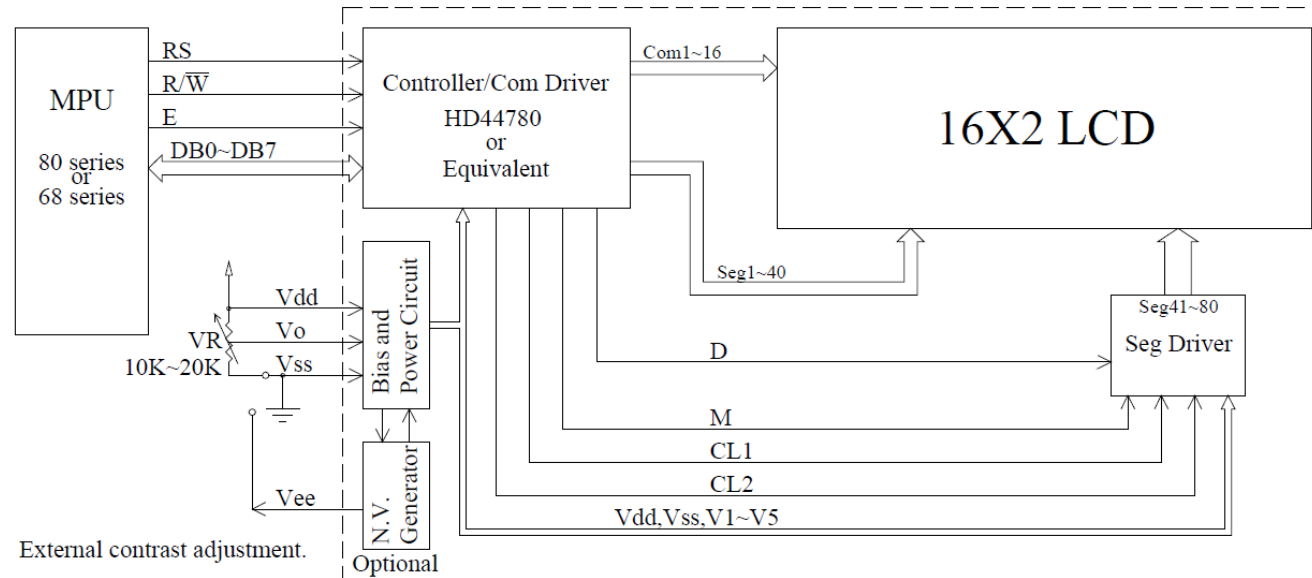 RS
R/W̅
E
DB0~DB7
MPU
80 series
or
68 series
Controller/Com Driver
HD44780
or
Equivalent
Com1~16
16X2 LCD
Seg1~40
Seg41~80
Seg Driver
Vdd
Vo
VR
10K~20K
Vss
Bias and
Power Circuit
D
M
CL1
CL2
Vdd,Vss,V1~V5
Vee
N.V.
Generator
Optional
External contrast adjustment.